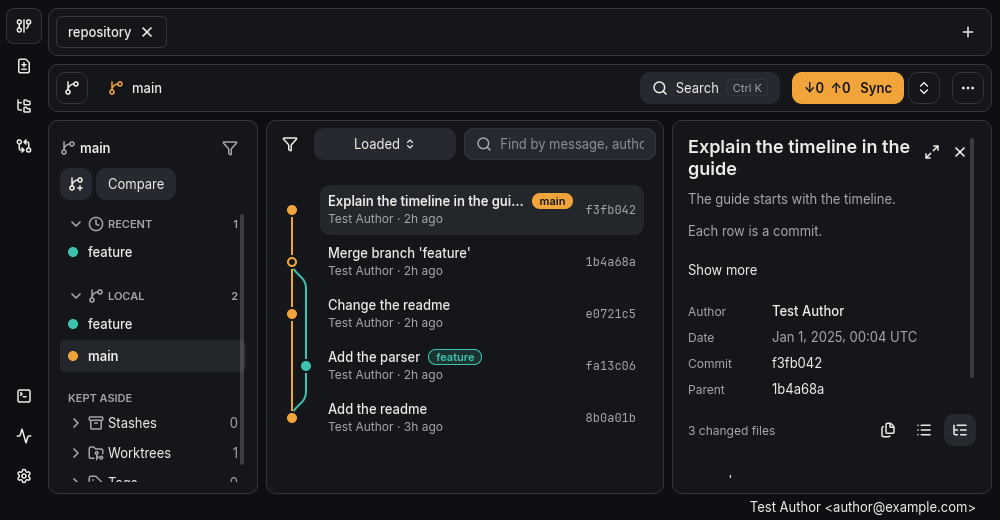 repository
main
Search Ctrl K
↓0 ↑0 Sync
main
Compare
RECENT 1
feature
LOCAL 2
feature
main
KEPT ASIDE
Stashes 0
Worktrees 1
Loaded
Find by message, autho
Explain the timeline in the gui... main f3fb042
Test Author · 2h ago
Merge branch 'feature' 1b4a68a
Test Author · 2h ago
Change the readme e0721c5
Test Author · 2h ago
Add the parser feature fa13c06
Test Author · 2h ago
Add the readme 8b0a01b
Test Author · 3h ago
Explain the timeline in the
guide
The guide starts with the timeline.
Each row is a commit.
Show more
Author Test Author
Date Jan 1, 2025, 00:04 UTC
Commit f3fb042
Parent 1b4a68a
3 changed files
Test Author <author@example.com>